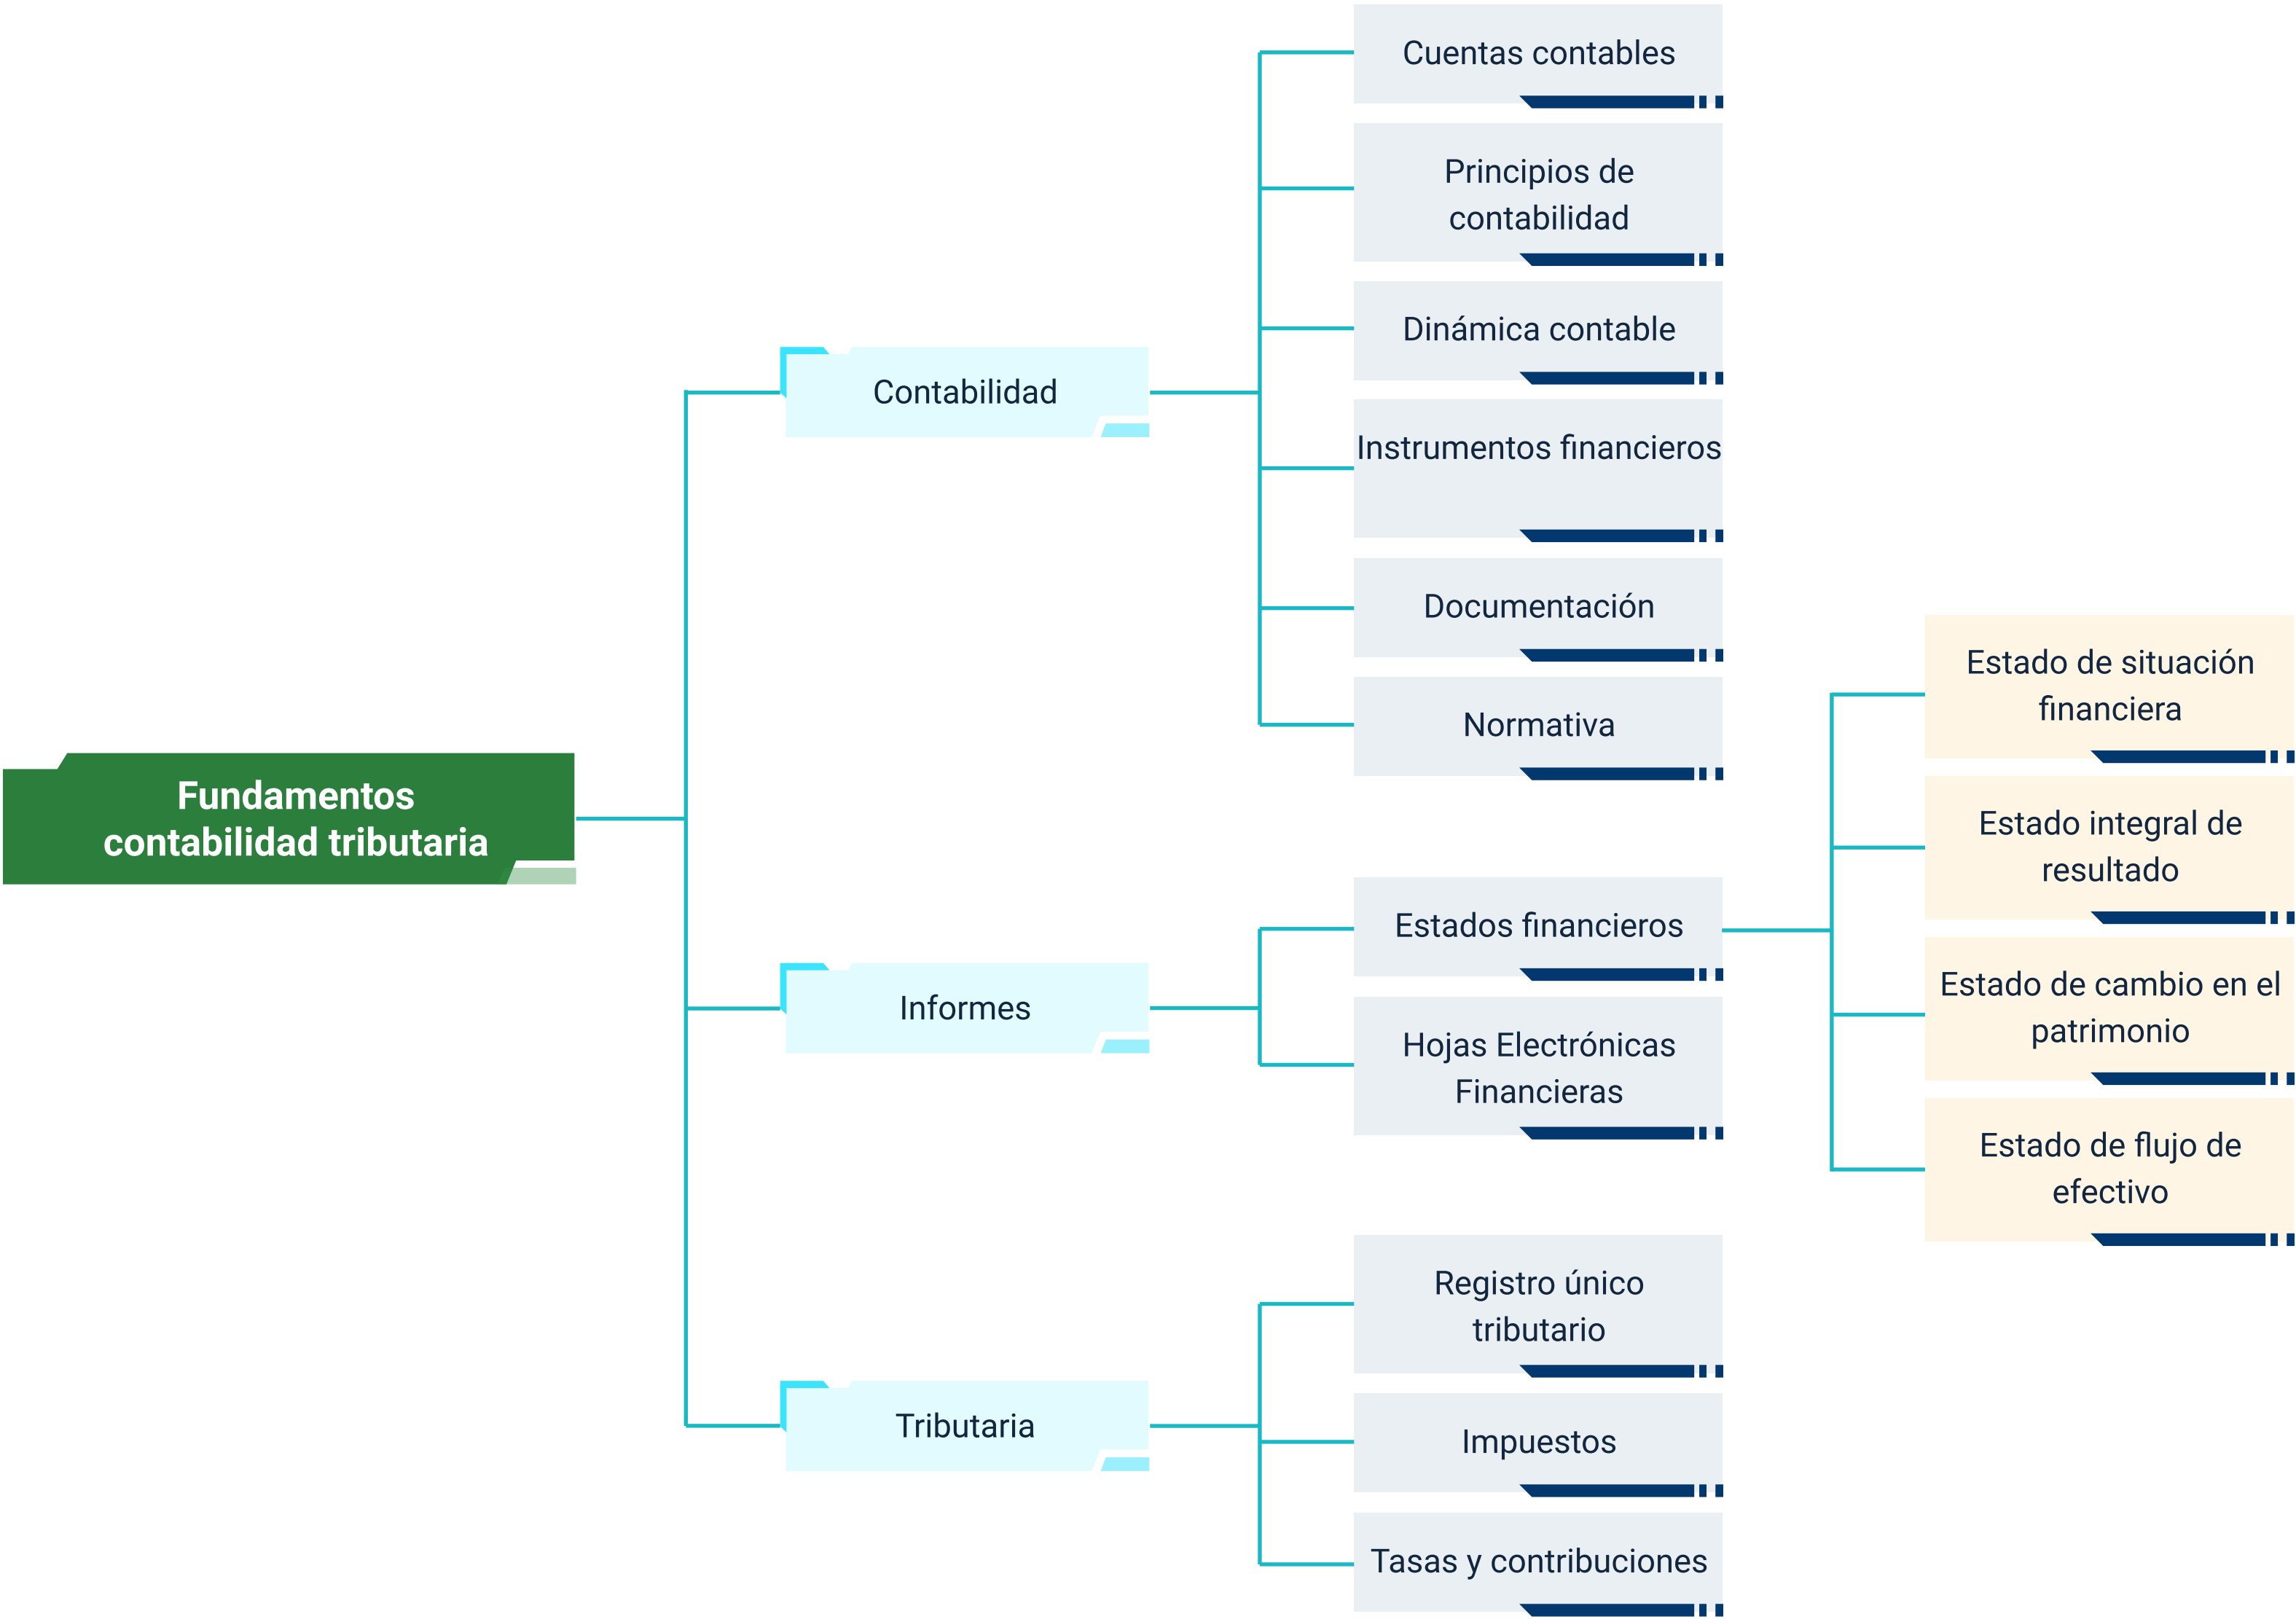 Fundamentos
contabilidad tributaria
Contabilidad
Cuentas contables
Principios de
contabilidad
Dinámica contable
Instrumentos financieros
Documentación
Normativa
Informes
Estados financieros
Estado de situación
financiera
Estado integral de
resultado
Estado de cambio en el
patrimonio
Estado de flujo de
efectivo
Hojas Electrónicas
Financieras
Tributaria
Registro único
tributario
Impuestos
Tasas y contribuciones